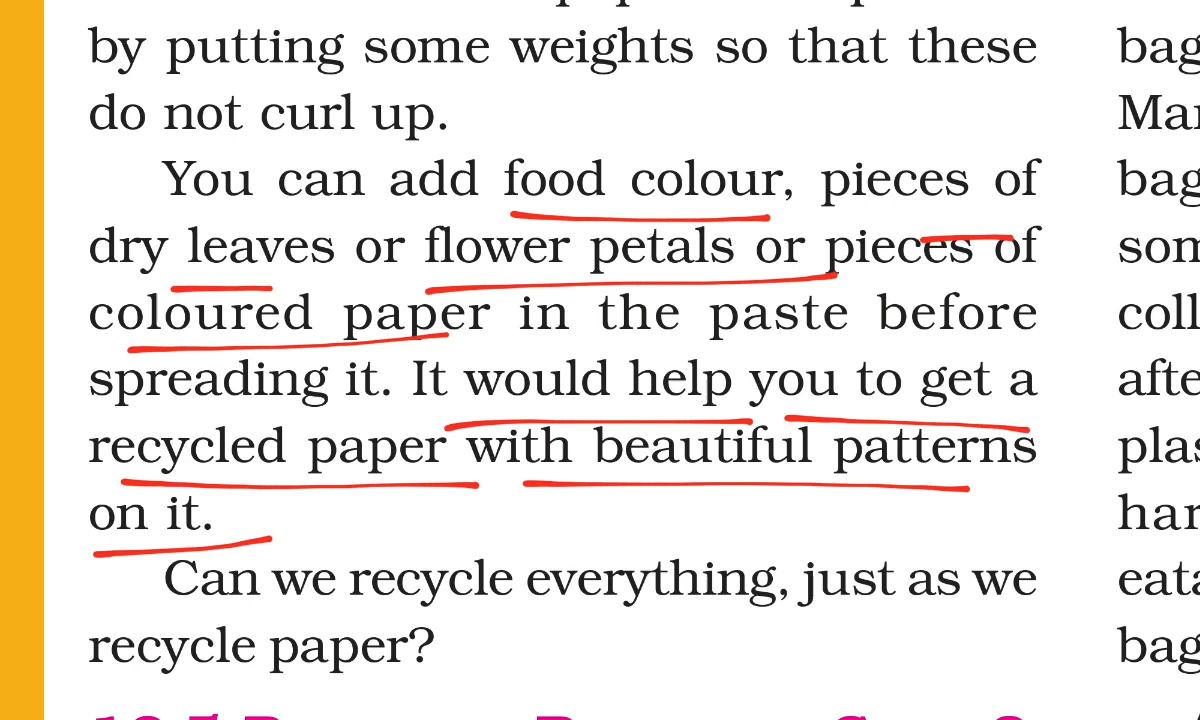 by putting some weights so that these
do not curl up.
You can add food colour, pieces of
dry leaves or flower petals or pieces of
coloured paper in the paste before
spreading it. It would help you to get a
recycled paper with beautiful patterns
on it.
Can we recycle everything, just as we
recycle paper?